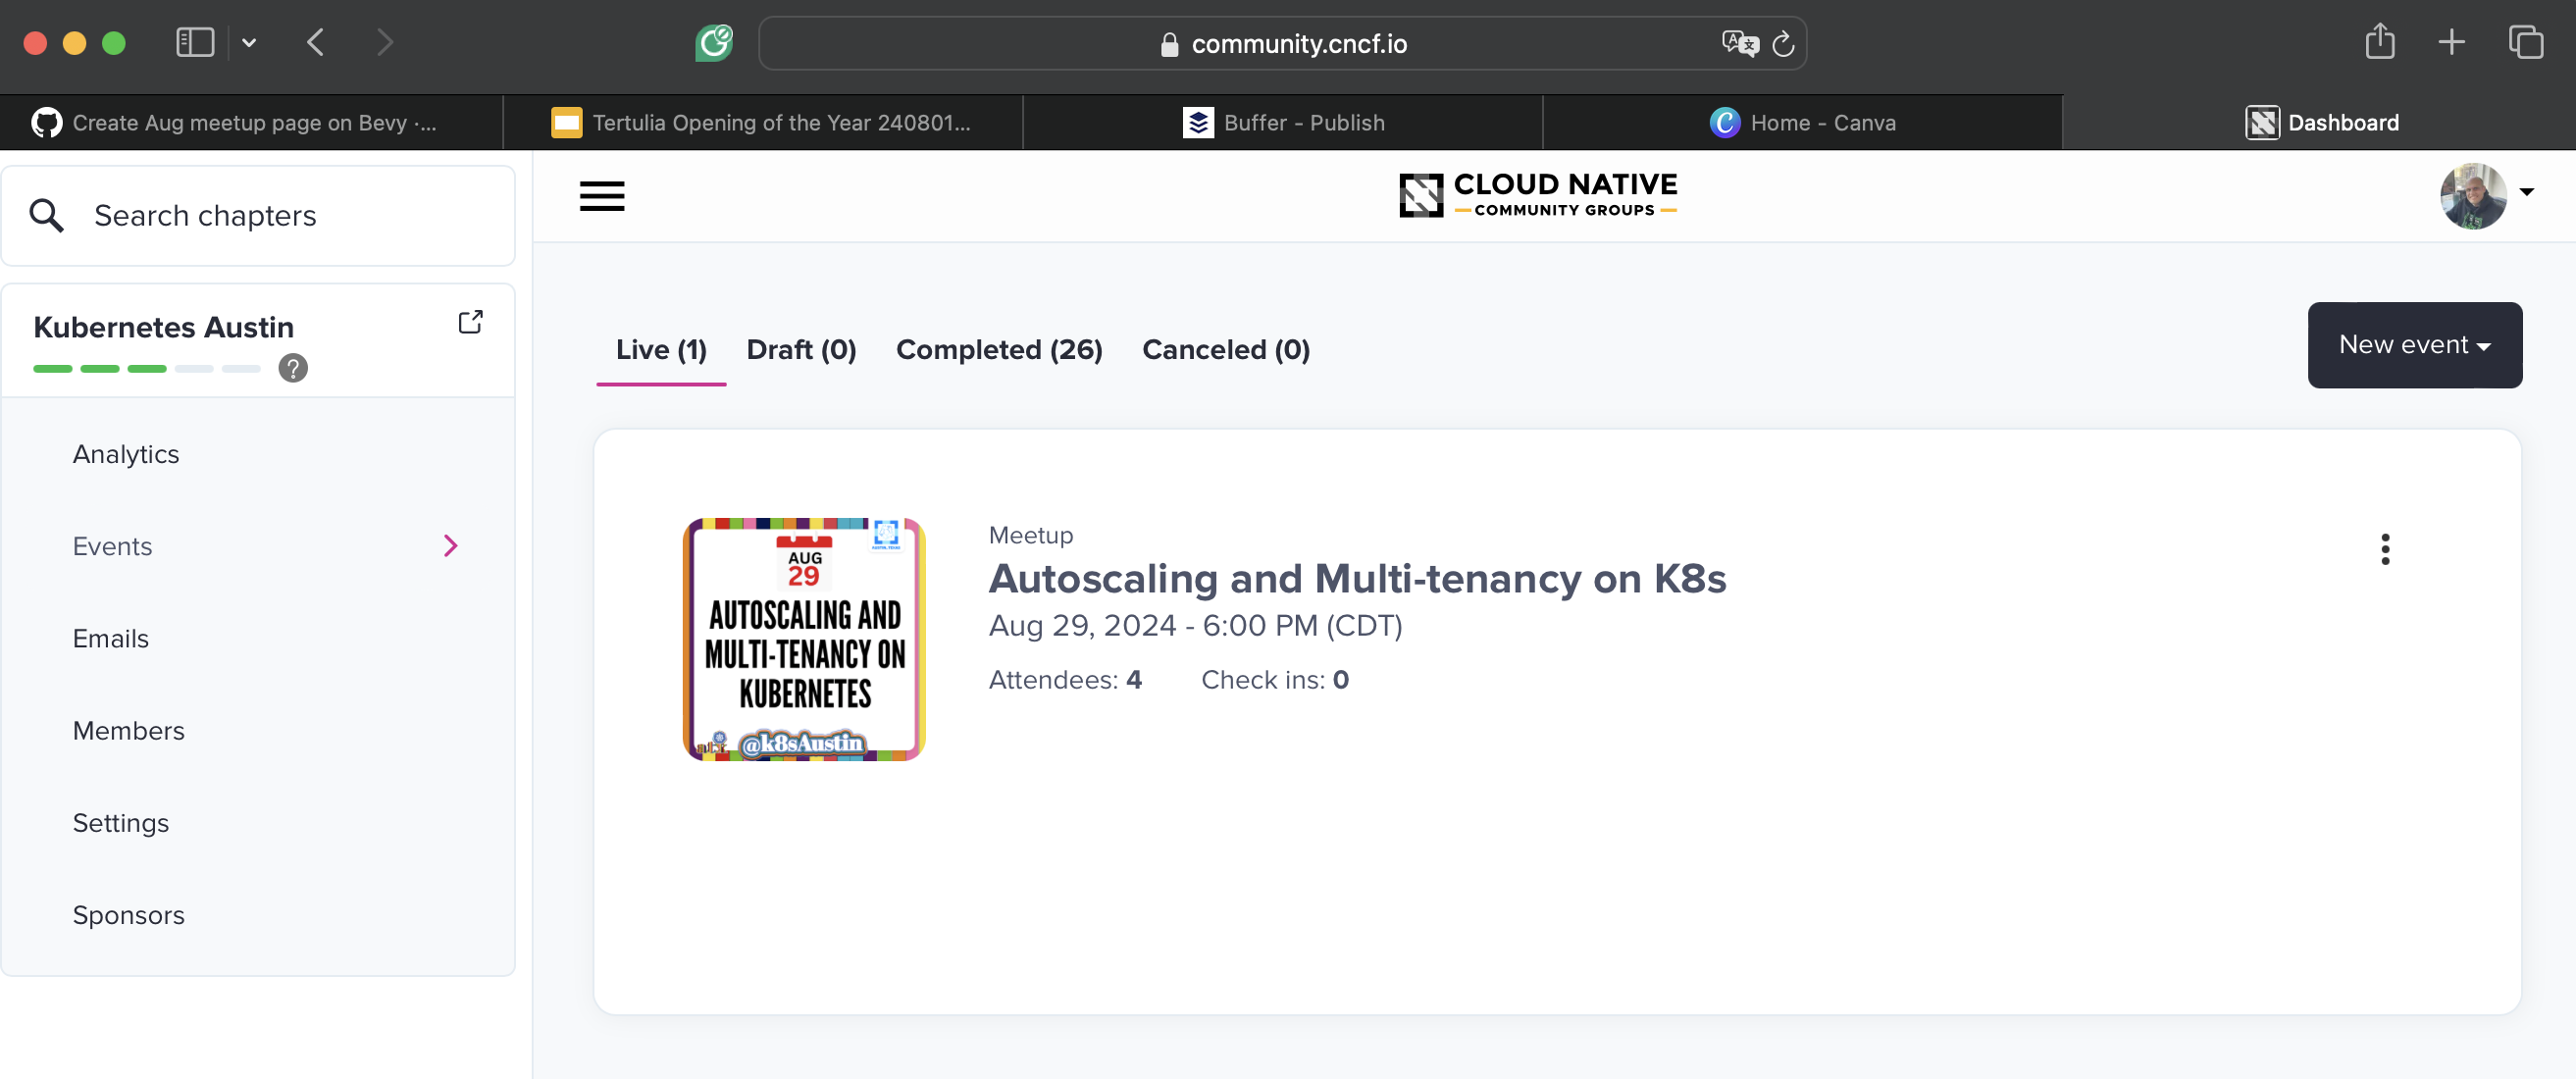 community.cncf.io
Create Aug meetup page on Bevy ·...
Tertulia Opening of the Year 240801...
Buffer - Publish
Home - Canva
Dashboard
Search chapters
CLOUD NATIVE
COMMUNITY GROUPS
Kubernetes Austin
?
Live (1)
Draft (0)
Completed (26)
Canceled (0)
New event
Analytics
Events
Emails
Members
Settings
Sponsors
AUG
29
AUTOSCALING AND
MULTI-TENANCY ON
KUBERNETES
@k8sAustin
Meetup
Autoscaling and Multi-tenancy on K8s
Aug 29, 2024 - 6:00 PM (CDT)
Attendees: 4
Check ins: 0